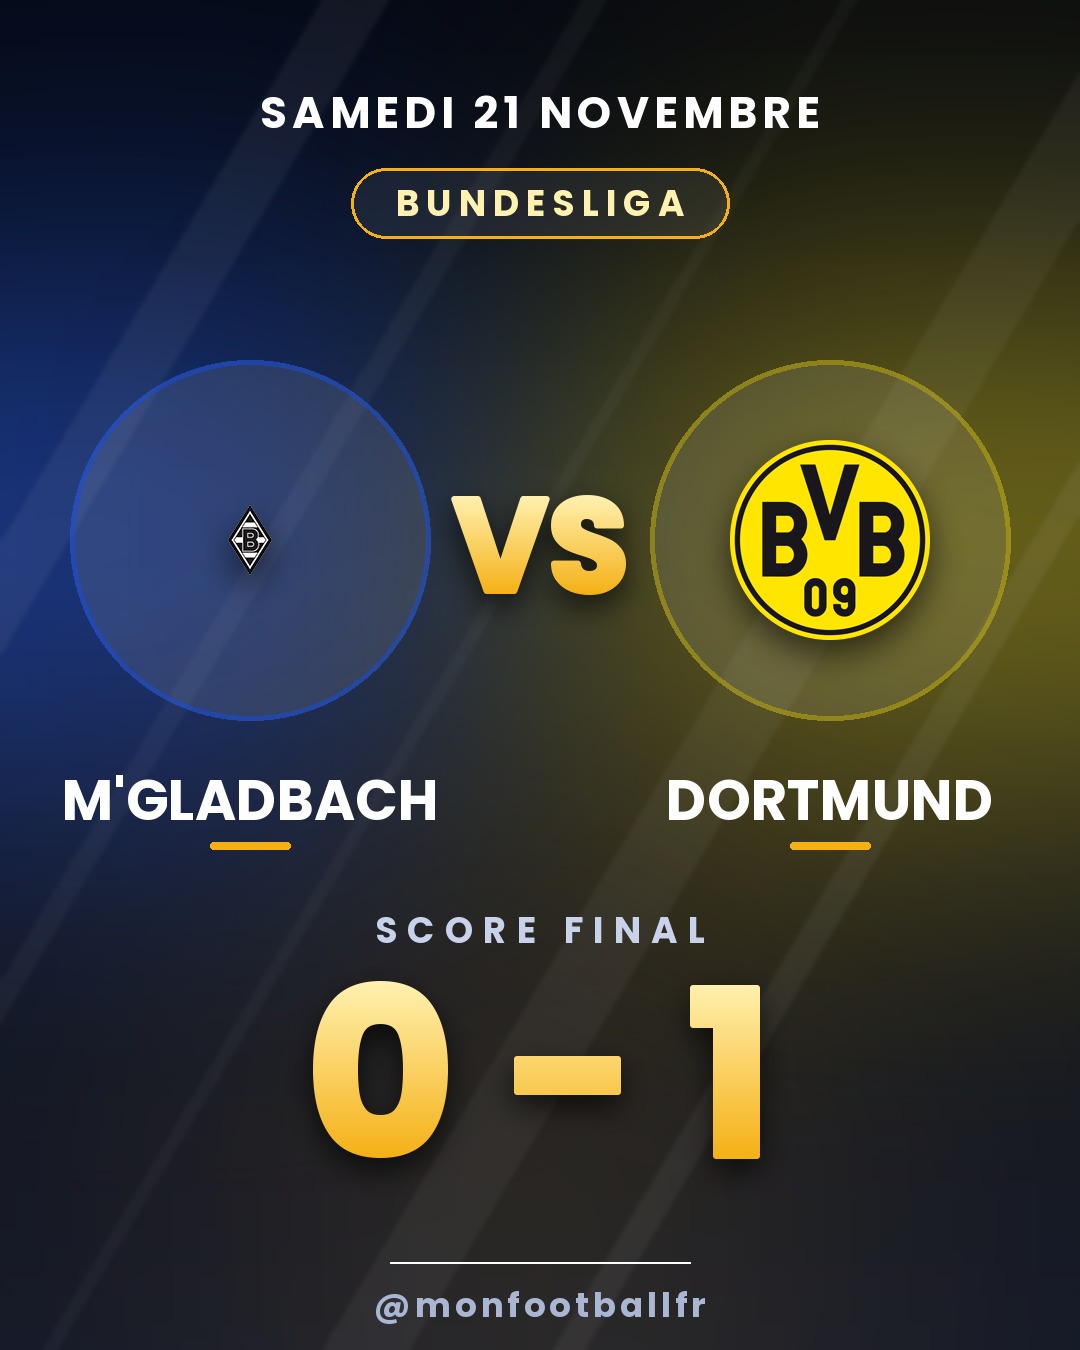 SAMEDI 21 NOVEMBRE
BUNDESLIGA
B
VS
BVB
09
M'GLADBACH
DORTMUND
SCORE FINAL
0 - 1
@monfootballfr